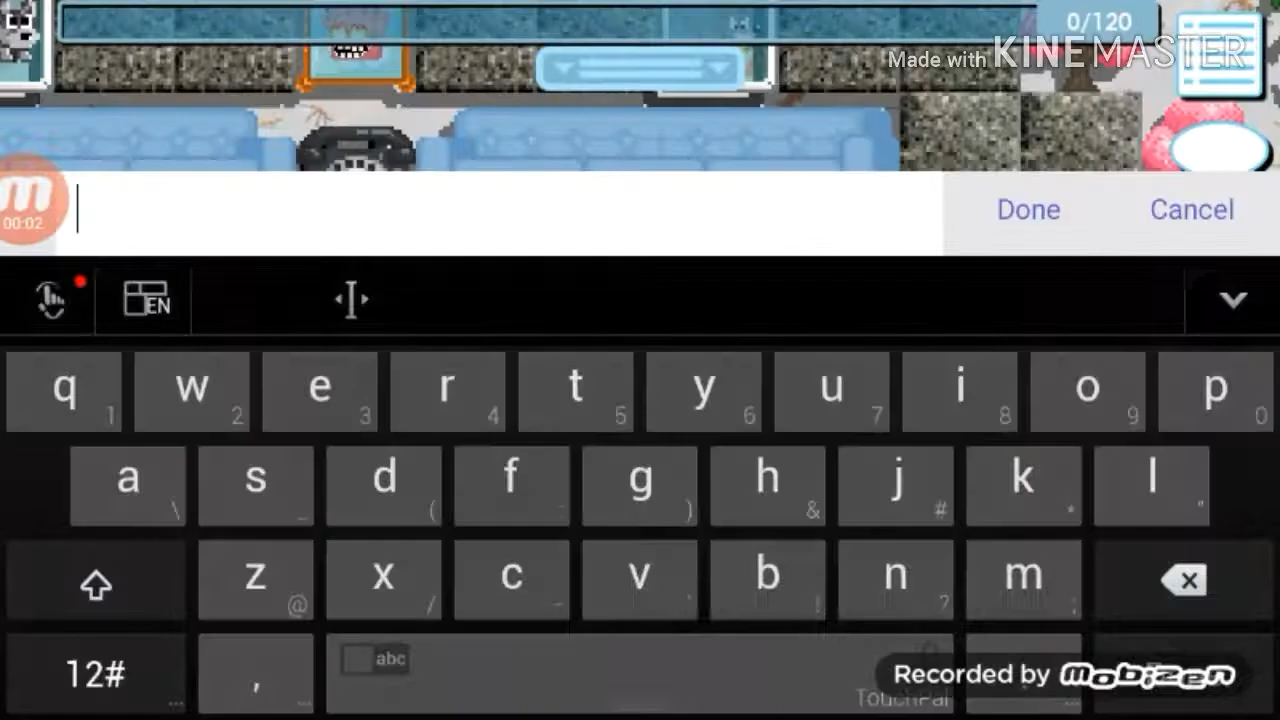 0/120
Made with KINEMASTER
00:02
Done Cancel
EN
q 1 w 2 e 3 r 4 t 5 y 6 u 7 i 8 o 9 p 0
a \ s _ d ( f - g ) h & j # k * l "
z @ x / c - v ' b ! n ? m ;
12# , ... abc
Recorded by mobizen
TouchPal